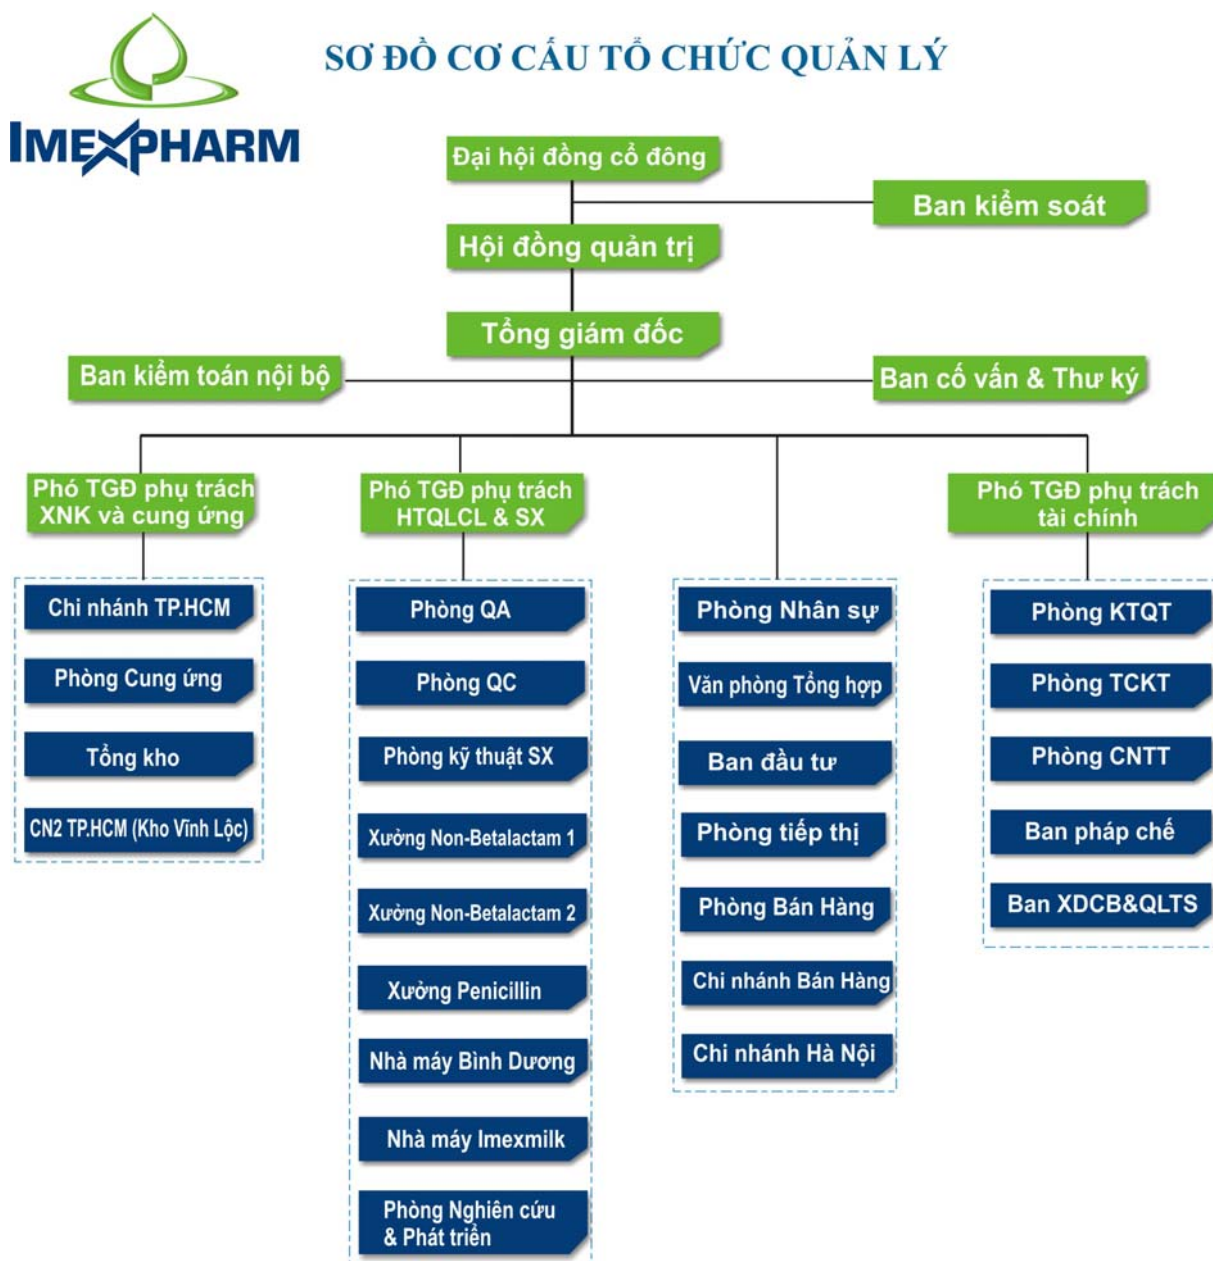 SƠ ĐỒ CƠ CẤU TỔ CHỨC QUẢN LÝ
IMEXPHARM
Đại hội đồng cổ đông
Ban kiểm soát
Hội đồng quản trị
Tổng giám đốc
Ban kiểm toán nội bộ
Ban cố vấn & Thư ký
Phó TGĐ phụ trách
XNK và cung ứng
Chi nhánh TP.HCM
Phòng Cung ứng
Tổng kho
CN2 TP.HCM (Kho Vĩnh Lộc)
Phó TGĐ phụ trách
HTQLCL & SX
Phòng QA
Phòng QC
Phòng kỹ thuật SX
Xưởng Non-Betalactam 1
Xưởng Non-Betalactam 2
Xưởng Penicillin
Nhà máy Bình Dương
Nhà máy Imexmilk
Phòng Nghiên cứu
& Phát triển
Phòng Nhân sự
Văn phòng Tổng hợp
Ban đầu tư
Phòng tiếp thị
Phòng Bán Hàng
Chi nhánh Bán Hàng
Chi nhánh Hà Nội
Phó TGĐ phụ trách
tài chính
Phòng KTQT
Phòng TCKT
Phòng CNTT
Ban pháp chế
Ban XDCB&QLTS